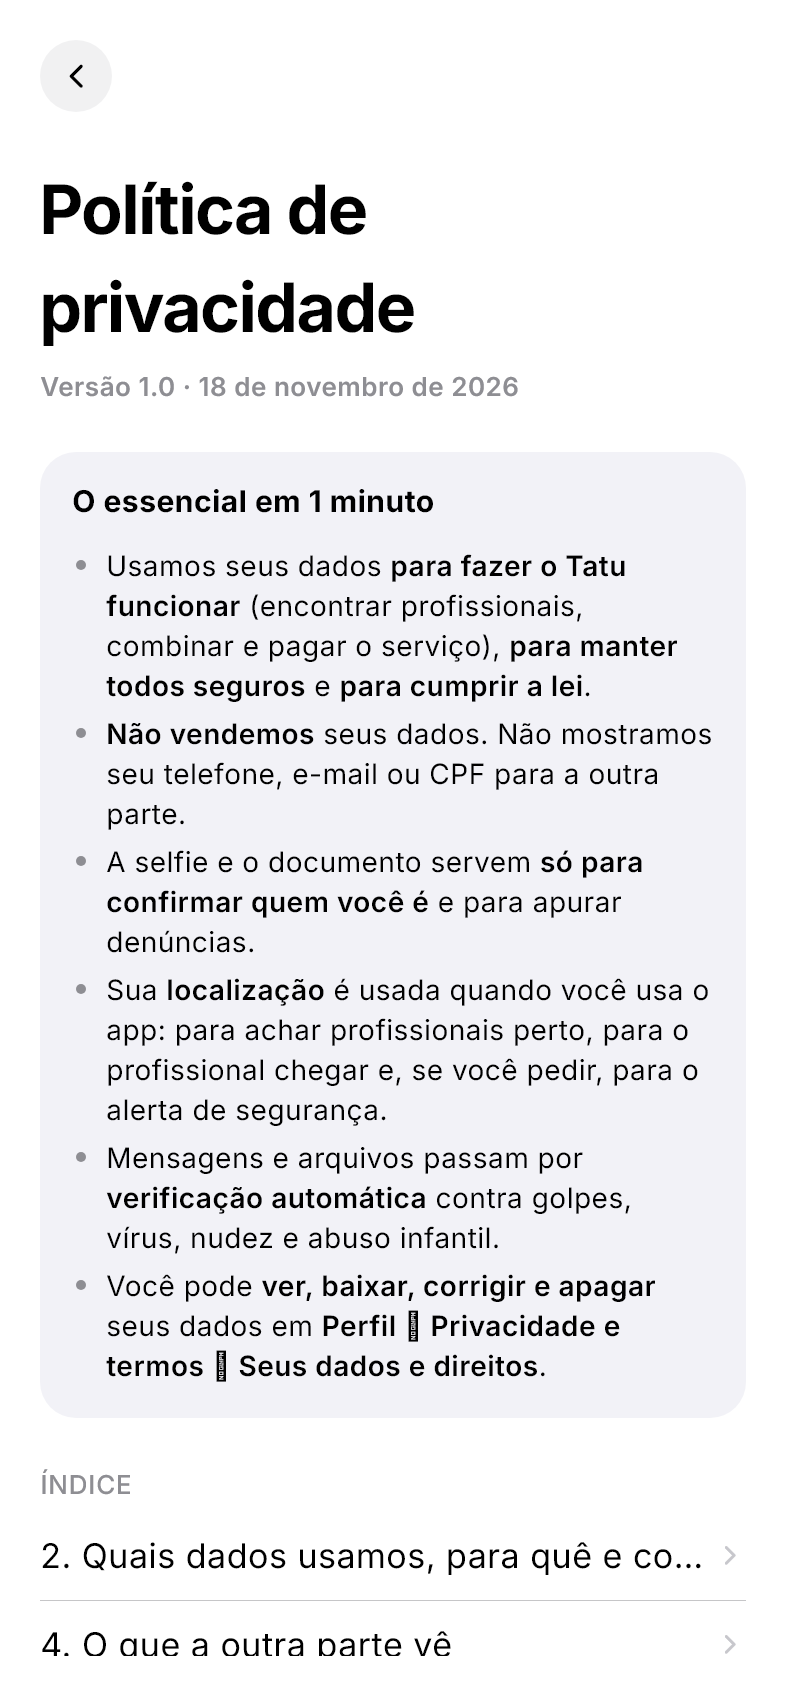 Política de
privacidade
Versão 1.0 · 18 de novembro de 2026
O essencial em 1 minuto
• Usamos seus dados para fazer o Tatu
funcionar (encontrar profissionais,
combinar e pagar o serviço), para manter
todos seguros e para cumprir a lei.
• Não vendemos seus dados. Não mostramos
seu telefone, e-mail ou CPF para a outra
parte.
• A selfie e o documento servem só para
confirmar quem você é e para apurar
denúncias.
• Sua localização é usada quando você usa o
app: para achar profissionais perto, para o
profissional chegar e, se você pedir, para o
alerta de segurança.
• Mensagens e arquivos passam por
verificação automática contra golpes,
vírus, nudez e abuso infantil.
• Você pode ver, baixar, corrigir e apagar
seus dados em Perfil Privacidade e
termos Seus dados e direitos.
ÍNDICE
2. Quais dados usamos, para quê e co...
4. O que a outra parte vê